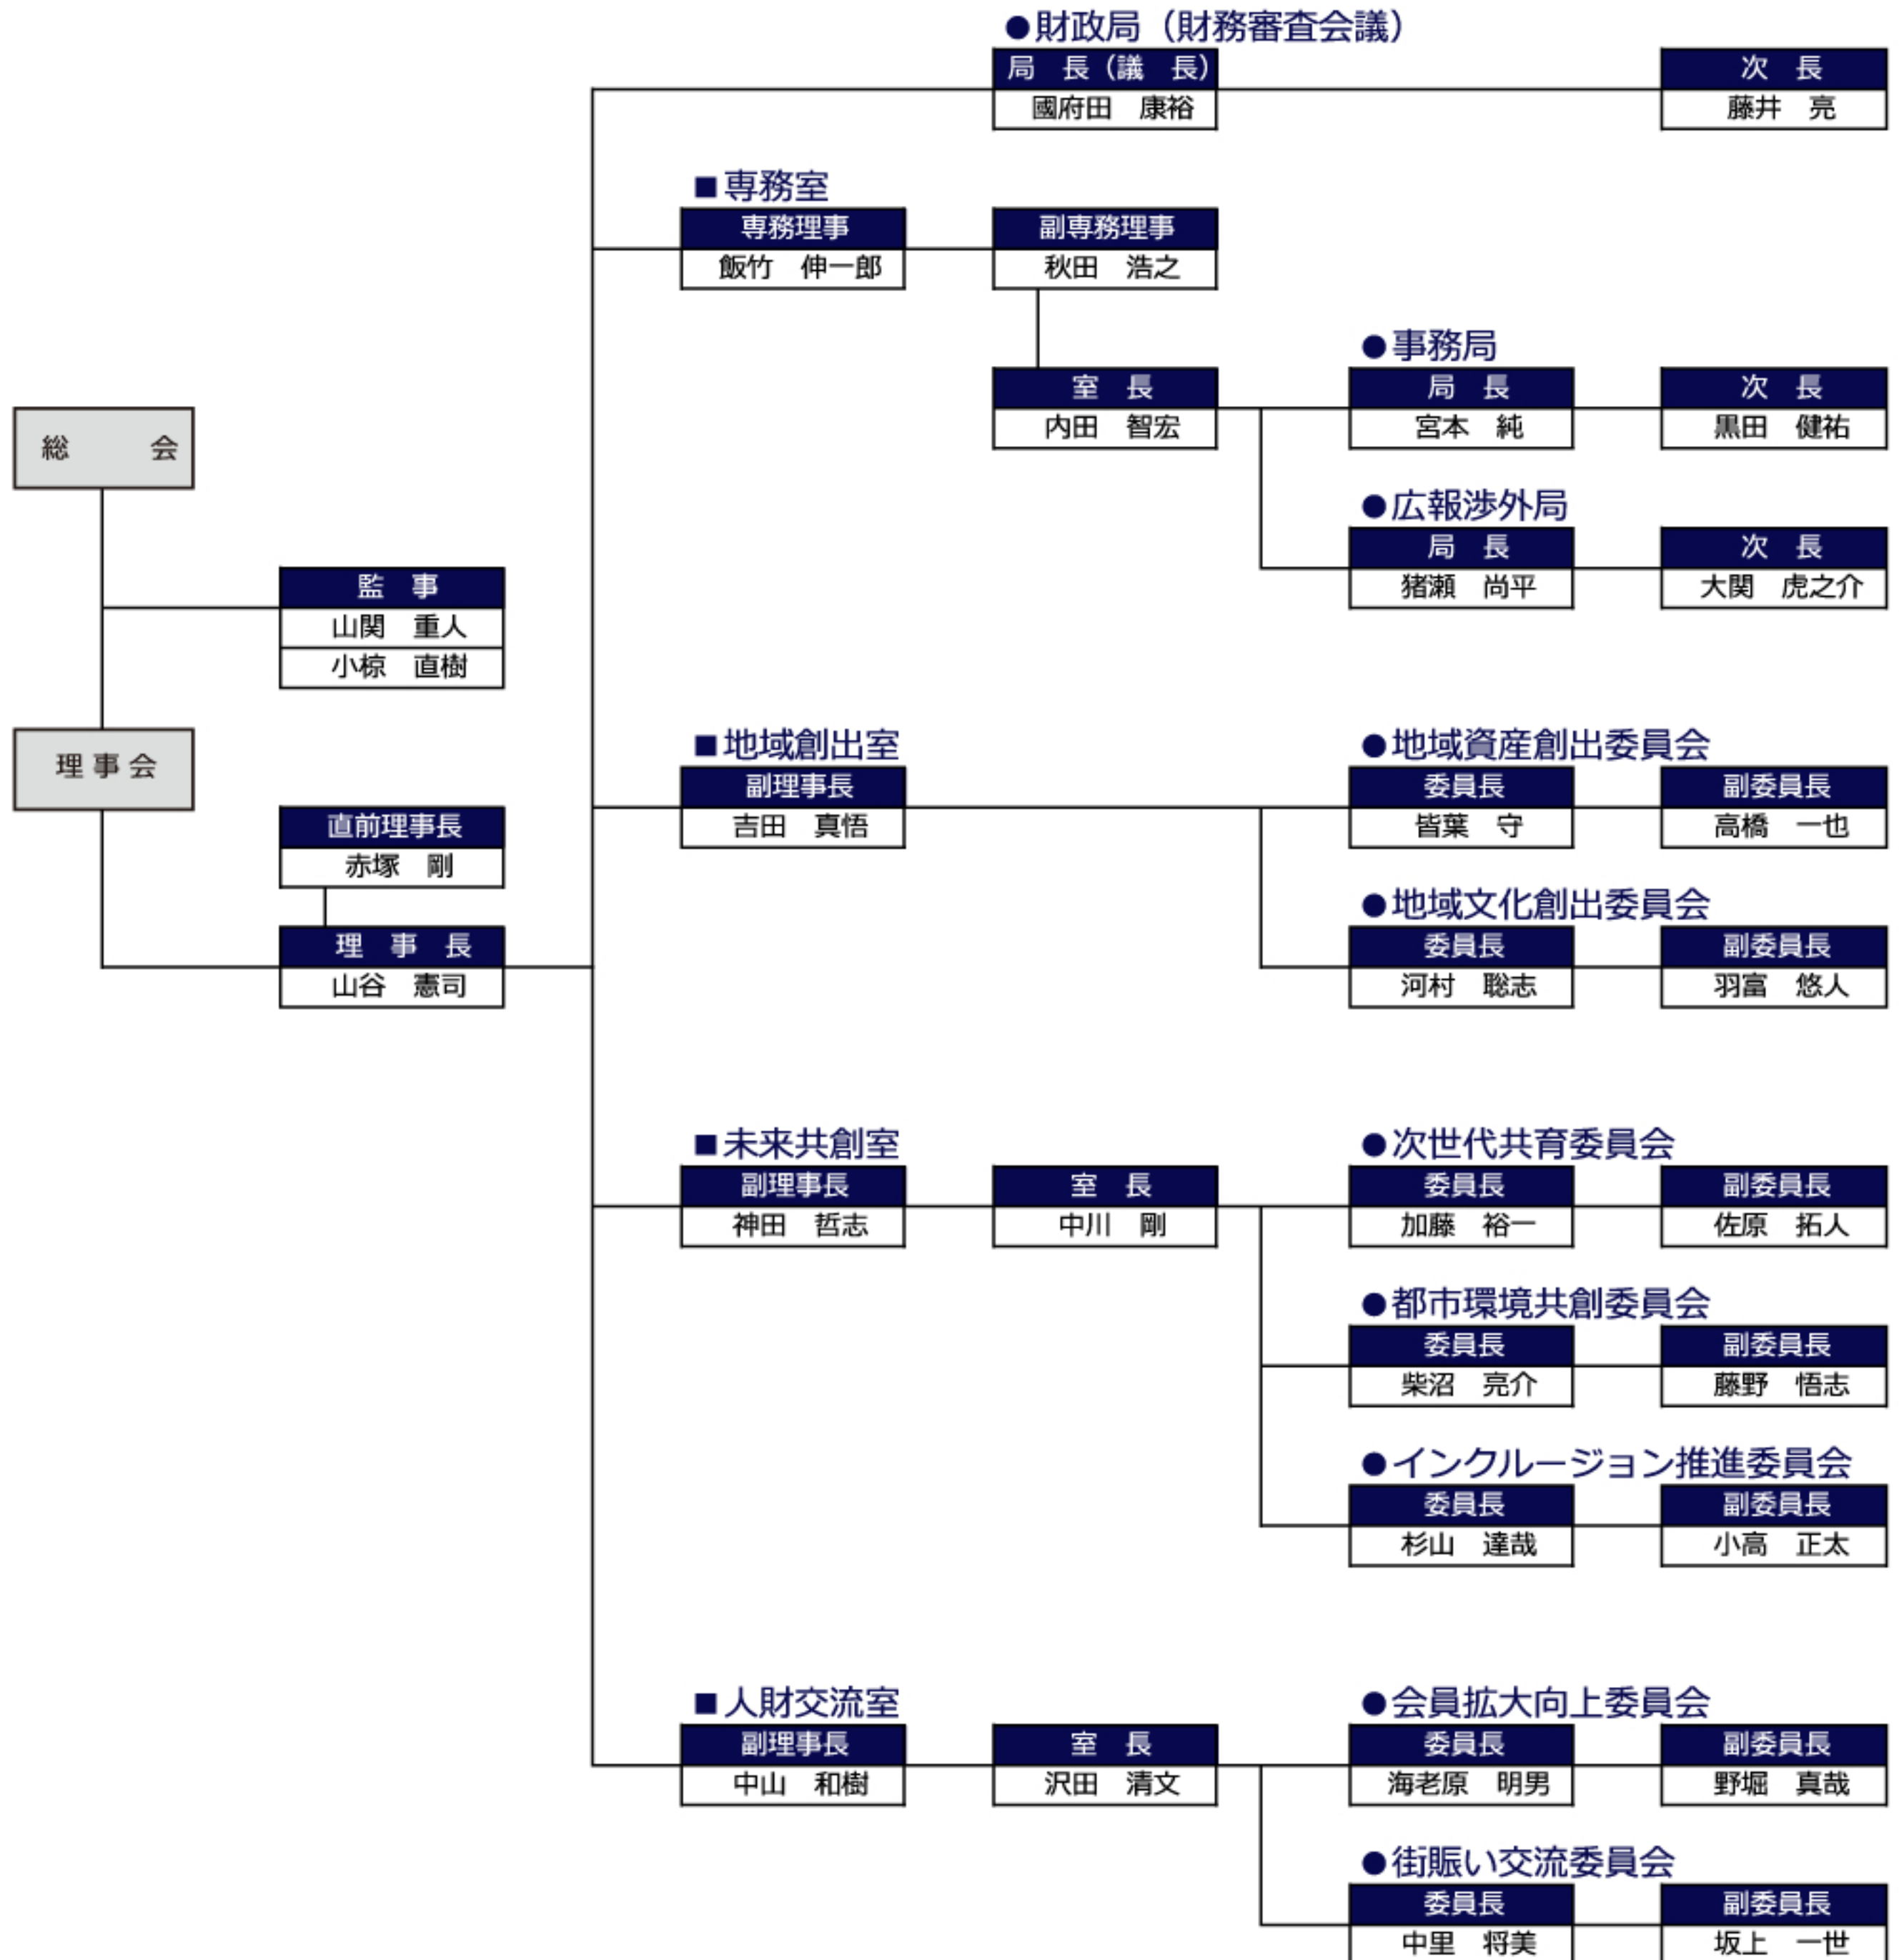 ●財政局（財務審査会議）
局　長（議　長）
國府田　康裕
次　長
藤井　亮
■専務室
専務理事
飯竹　伸一郎
副専務理事
秋田　浩之
室　長
内田　智宏
●事務局
局　長
宮本　純
次　長
黒田　健祐
●広報渉外局
局　長
猪瀬　尚平
次　長
大関　虎之介
総　　　会
監　事
山関　重人
小椋　直樹
理事会
直前理事長
赤塚　剛
理　事　長
山谷　憲司
■地域創出室
副理事長
吉田　真悟
●地域資産創出委員会
委員長
皆葉　守
副委員長
高橋　一也
●地域文化創出委員会
委員長
河村　聡志
副委員長
羽富　悠人
■未来共創室
副理事長
神田　哲志
室　長
中川　剛
●次世代共育委員会
委員長
加藤　裕一
副委員長
佐原　拓人
●都市環境共創委員会
委員長
柴沼　亮介
副委員長
藤野　悟志
●インクルージョン推進委員会
委員長
杉山　達哉
副委員長
小高　正太
■人財交流室
副理事長
中山　和樹
室　長
沢田　清文
●会員拡大向上委員会
委員長
海老原　明男
副委員長
野堀　真哉
●街賑い交流委員会
委員長
中里　将美
副委員長
坂上　一世